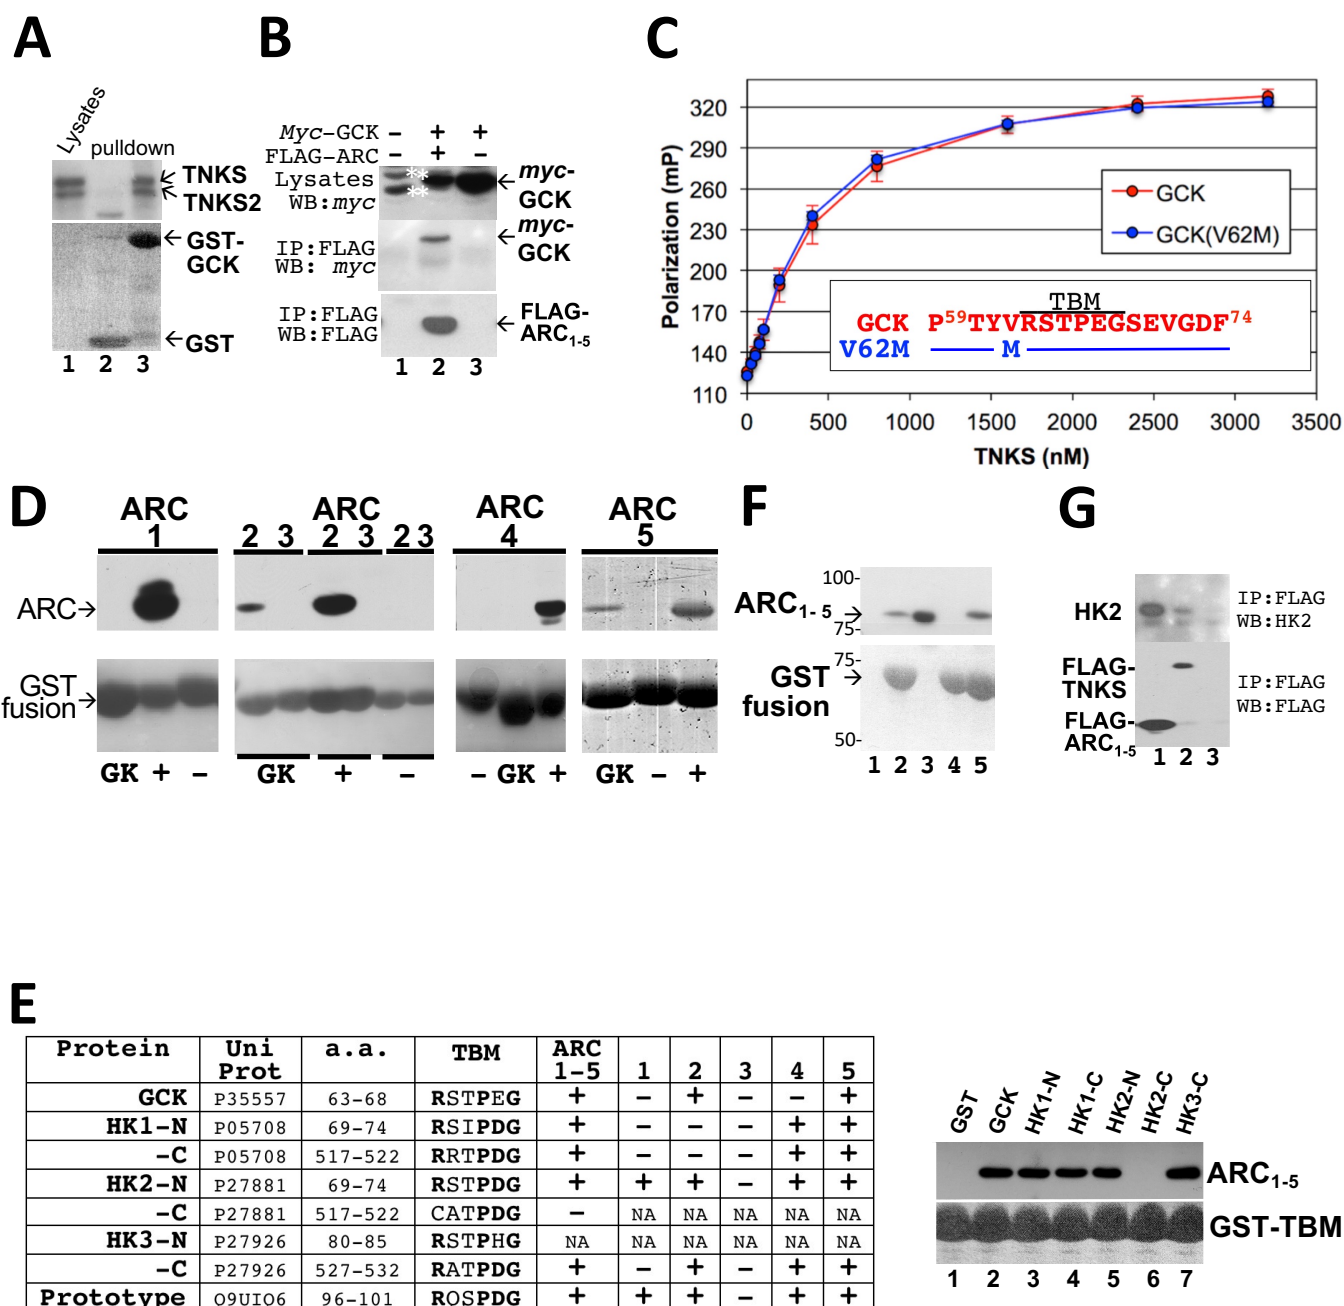 A
Lysates
pulldown
TNKS
TNKS2
GST-
GCK
GST
1 2 3
B
Myc-GCK – + +
FLAG-ARC – + –
Lysates
WB:myc
**
**
myc-
GCK
IP:FLAG
WB: myc
myc-
GCK
IP:FLAG
WB:FLAG
FLAG-
ARC1-5
1 2 3
C
Polarization (mP)
320
290
260
230
200
170
140
110
0 500 1000 1500 2000 2500 3000 3500
TNKS (nM)
GCK
GCK(V62M)
TBM
GCK P59TYVRSTPEGSEVGDF74
V62M M
D
ARC
1
ARC
2 3 2 3 2 3
ARC
4
ARC
5
ARC
GST
fusion
GK + –
GK + –
– GK +
GK – +
F
100-
ARC1-5
75-
75-
GST
fusion
50-
1 2 3 4 5
G
HK2
IP:FLAG
WB:HK2
FLAG-
TNKS
IP:FLAG
WB:FLAG
FLAG-
ARC1-5
1 2 3
E
Protein Uni Prot a.a. TBM ARC 1-5 1 2 3 4 5
GCK P35557 63-68 RSTPEG + – + – – +
HK1-N P05708 69-74 RSIPDG + – – – + +
-C P05708 517-522 RRTPDG + – – – + +
HK2-N P27881 69-74 RSTPDG + + + – + +
-C P27881 517-522 CATPDG – NA NA NA NA NA
HK3-N P27926 80-85 RSTPHG NA NA NA NA NA NA
-C P27926 527-532 RATPDG + – + – + +
Prototype Q9UIQ6 96-101 RQSPDG + + + – + +
GST GCK HK1-N HK1-C HK2-N HK2-C HK3-C
ARC1-5
GST-TBM
1 2 3 4 5 6 7